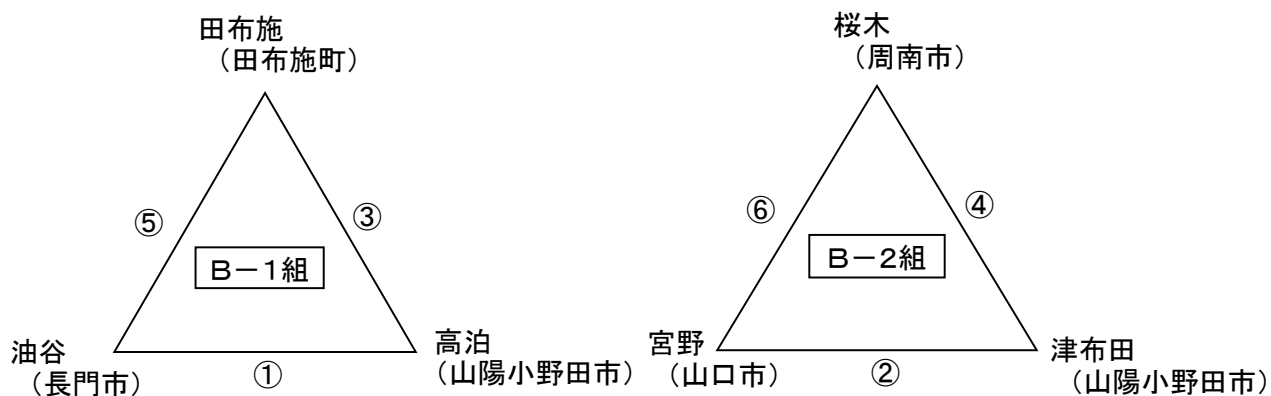 田布施
（田布施町）
⑤
③
B－1組
油谷
（長門市）
①
高泊
（山陽小野田市）
桜木
（周南市）
⑥
④
B－2組
宮野
（山口市）
②
津布田
（山陽小野田市）